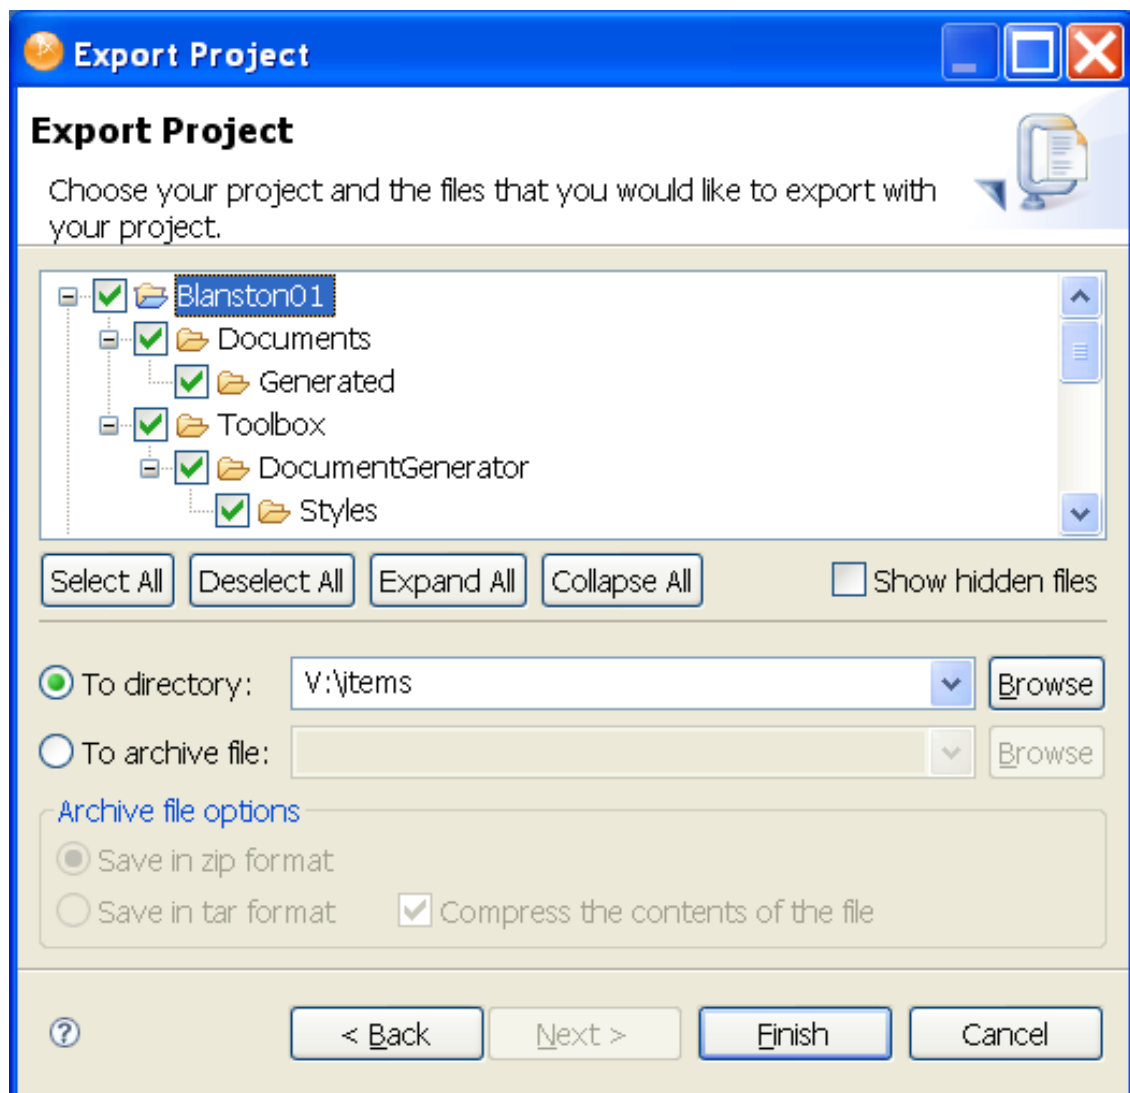 Export Project
Export Project
Choose your project and the files that you would like to export with
your project.
Blanston01
Documents
Generated
Toolbox
DocumentGenerator
Styles
Select All Deselect All Expand All Collapse All Show hidden files
To directory: V:\items Browse
To archive file: Browse
Archive file options
Save in zip format
Save in tar format Compress the contents of the file
? < Back Next > Finish Cancel